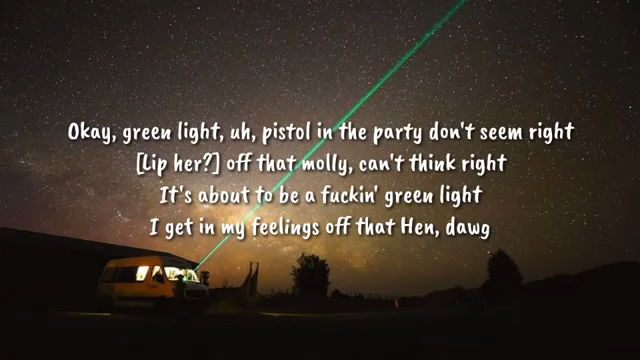 Okay, green light, uh, pistol in the party don't seem right
[Lip her?] off that molly, can't think right
It's about to be a fuckin' green light
I get in my feelings off that Hen, dawg